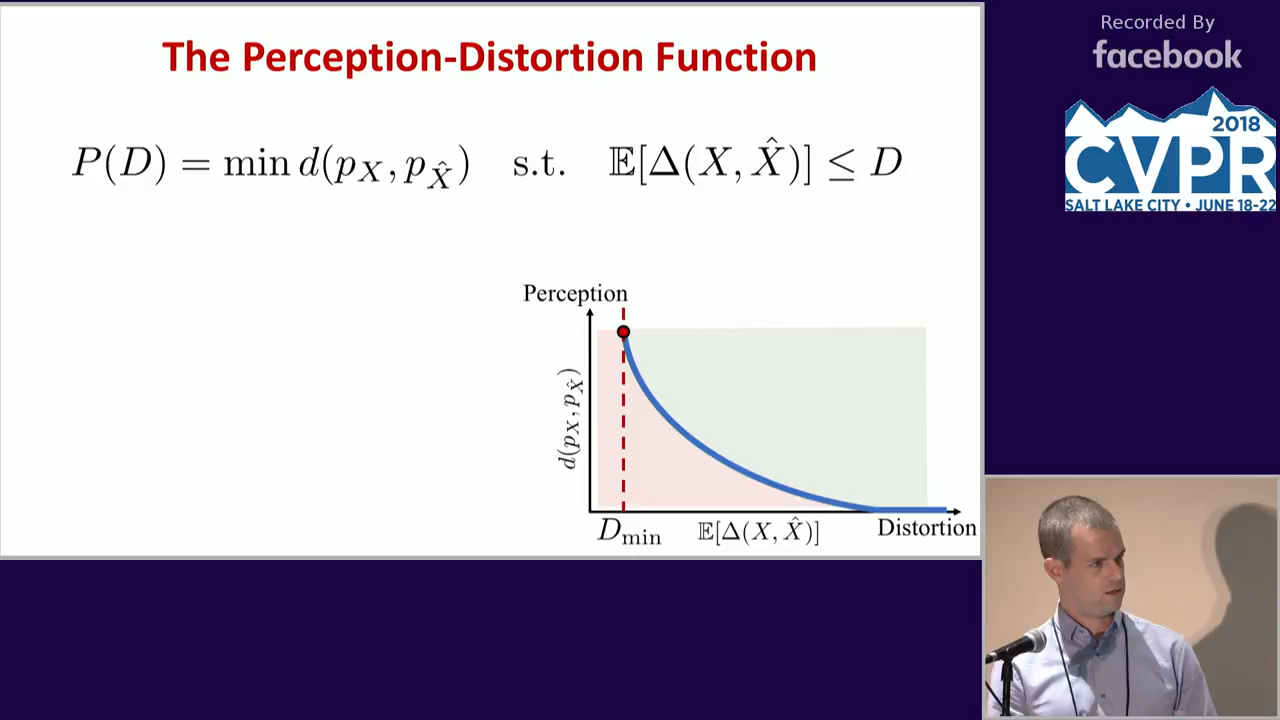 The Perception-Distortion Function
P(D) = min d(p_X, p_X̂) s.t. 𝔼[Δ(X, X̂)] ≤ D
Perception
d(p_X, p_X̂)
D_min
𝔼[Δ(X, X̂)]
Distortion
Recorded By
facebook
2018
CVPR
SALT LAKE CITY • JUNE 18-22